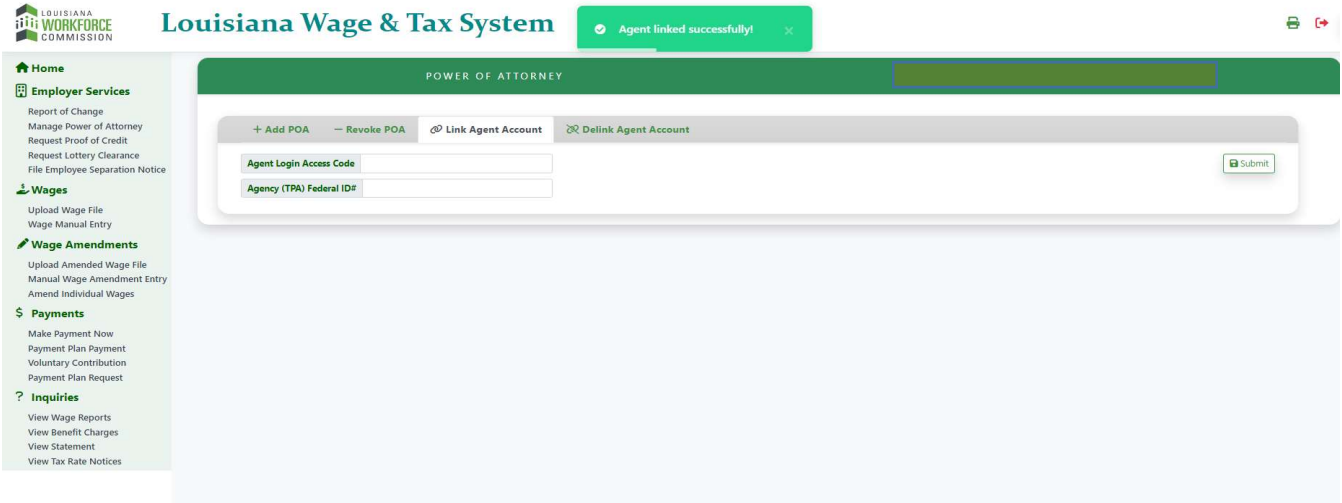 LOUISIANA
WORKFORCE
COMMISSION
Louisiana Wage & Tax System
Agent linked successfully!
Home
Employer Services
Report of Change
Manage Power of Attorney
Request Proof of Credit
Request Lottery Clearance
File Employee Separation Notice
Wages
Upload Wage File
Wage Manual Entry
Wage Amendments
Upload Amended Wage File
Manual Wage Amendment Entry
Amend Individual Wages
$ Payments
Make Payment Now
Payment Plan Payment
Voluntary Contribution
Payment Plan Request
? Inquiries
View Wage Reports
View Benefit Charges
View Statement
View Tax Rate Notices
POWER OF ATTORNEY
+ Add POA − Revoke POA Link Agent Account Delink Agent Account
Agent Login Access Code
Submit
Agency (TPA) Federal ID#